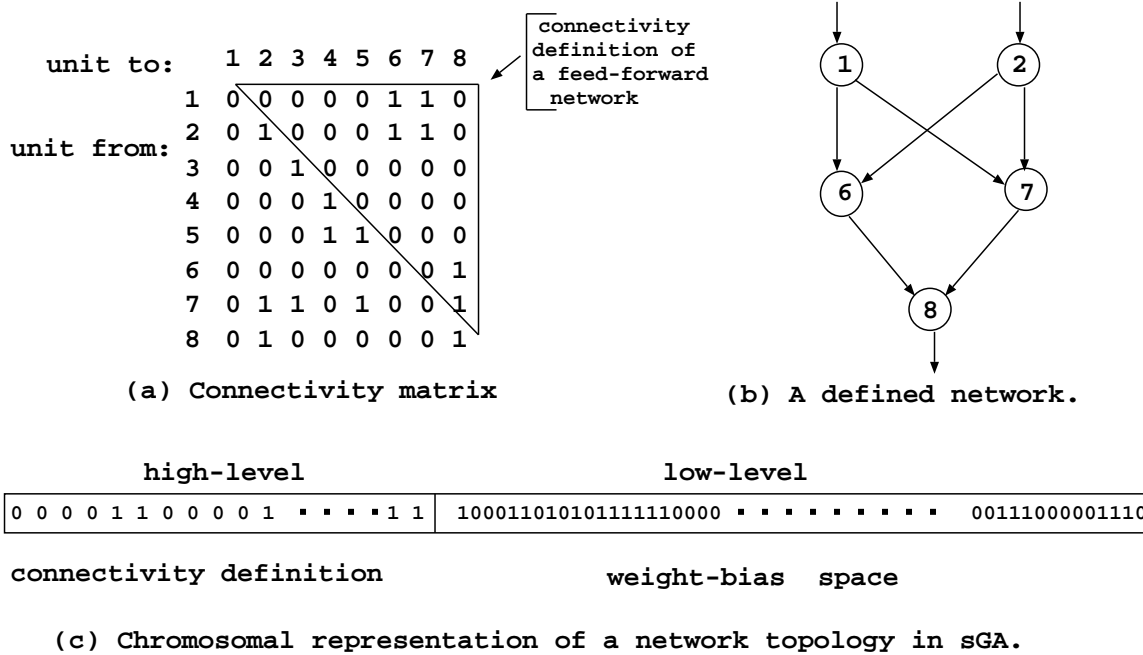 connectivity
definition of
a feed-forward
network
unit to: 1 2 3 4 5 6 7 8
1 0 0 0 0 0 1 1 0
2 0 1 0 0 0 1 1 0
unit from:
3 0 0 1 0 0 0 0 0
4 0 0 0 1 0 0 0 0
5 0 0 0 1 1 0 0 0
6 0 0 0 0 0 0 0 1
7 0 1 1 0 1 0 0 1
8 0 1 0 0 0 0 0 1
(a) Connectivity matrix
1 2
6 7
8
(b) A defined network.
high-level low-level
0 0 0 0 1 1 0 0 0 0 1 . . . . 1 1 100011010101111110000 . . . . . . . . . 001110000001110
connectivity definition weight-bias space
(c) Chromosomal representation of a network topology in sGA.